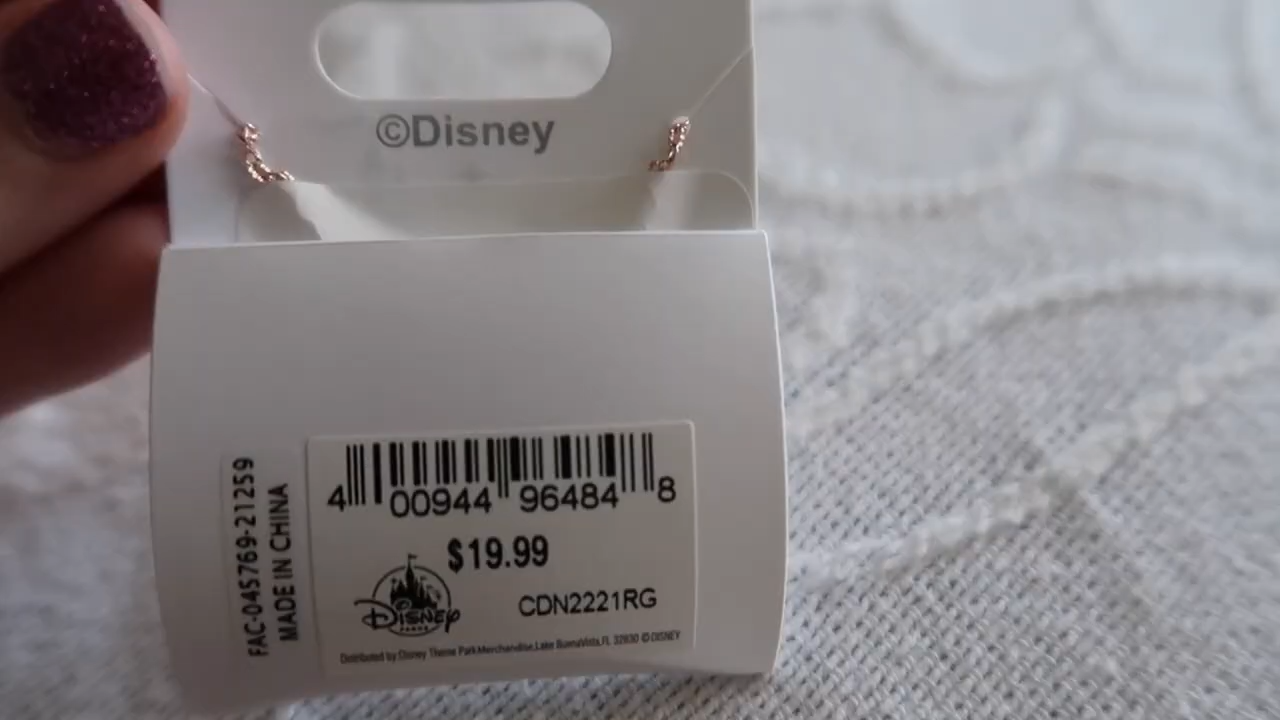 ©Disney
FAC-045769-21259
MADE IN CHINA
4 00944 96484 8
$19.99
Disney
PARKS
CDN2221RG
Distributed by Disney Theme Park Merchandise, Lake Buena Vista, FL 32830 ©DISNEY